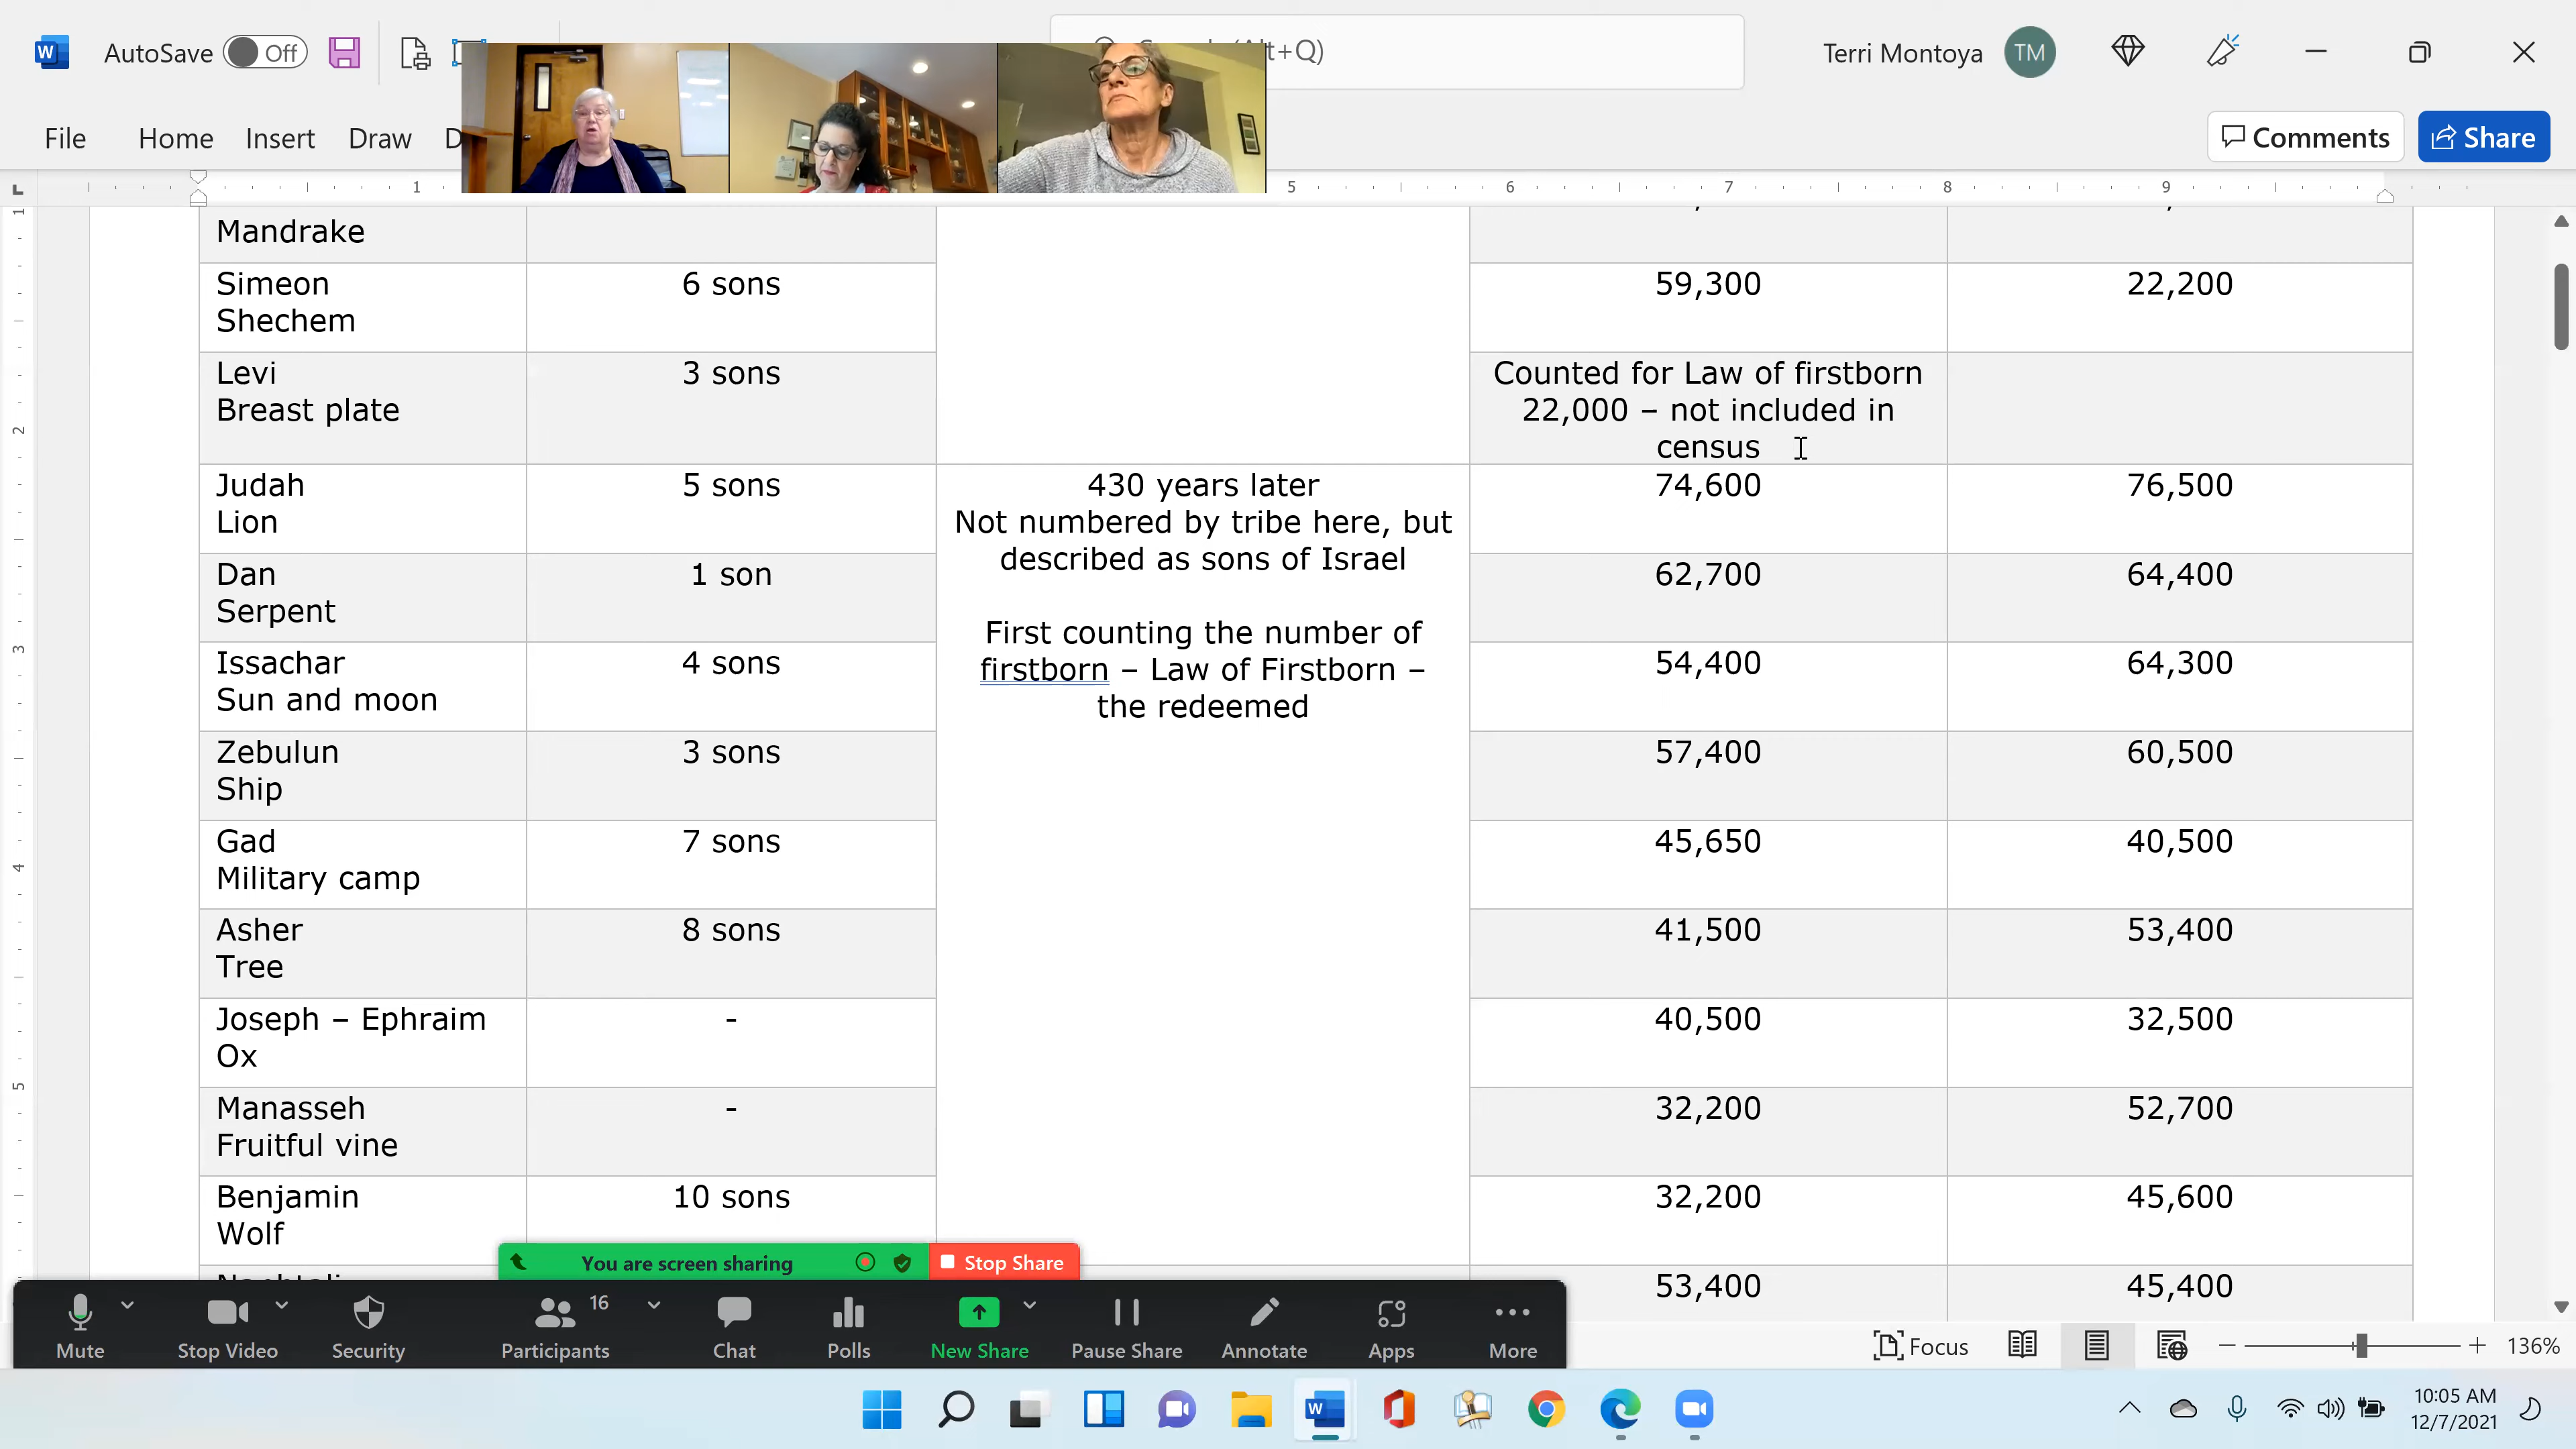 AutoSave Off
(Alt+Q)
Terri Montoya TM
File Home Insert Draw D
Comments Share
1 5 6 7 8 9
Mandrake
Simeon 6 sons 59,300 22,200
Shechem
Levi 3 sons Counted for Law of firstborn
Breast plate 22,000 – not included in
census
Judah 5 sons 430 years later 74,600 76,500
Lion Not numbered by tribe here, but
described as sons of Israel
Dan 1 son 62,700 64,400
Serpent
First counting the number of
Issachar 4 sons firstborn – Law of Firstborn – 54,400 64,300
Sun and moon the redeemed
Zebulun 3 sons 57,400 60,500
Ship
Gad 7 sons 45,650 40,500
Military camp
Asher 8 sons 41,500 53,400
Tree
Joseph – Ephraim - 40,500 32,500
Ox
Manasseh - 32,200 52,700
Fruitful vine
Benjamin 10 sons 32,200 45,600
Wolf
53,400 45,400
You are screen sharing Stop Share
16
Mute Stop Video Security Participants Chat Polls New Share Pause Share Annotate Apps More
Focus 136%
10:05 AM
12/7/2021